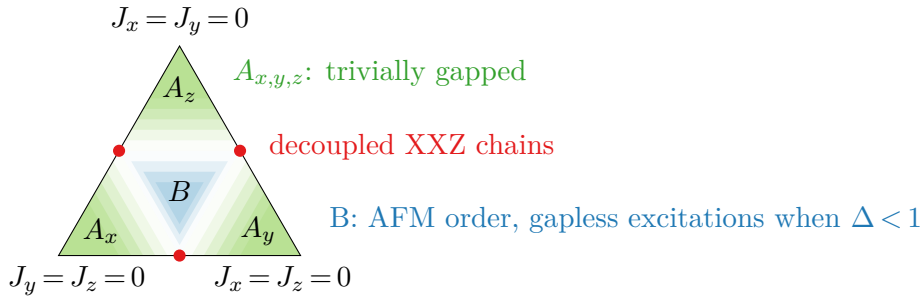 J_x = J_y = 0
A_z
A_{x,y,z}: trivially gapped
decoupled XXZ chains
B
B: AFM order, gapless excitations when Δ < 1
A_x
A_y
J_y = J_z = 0
J_x = J_z = 0